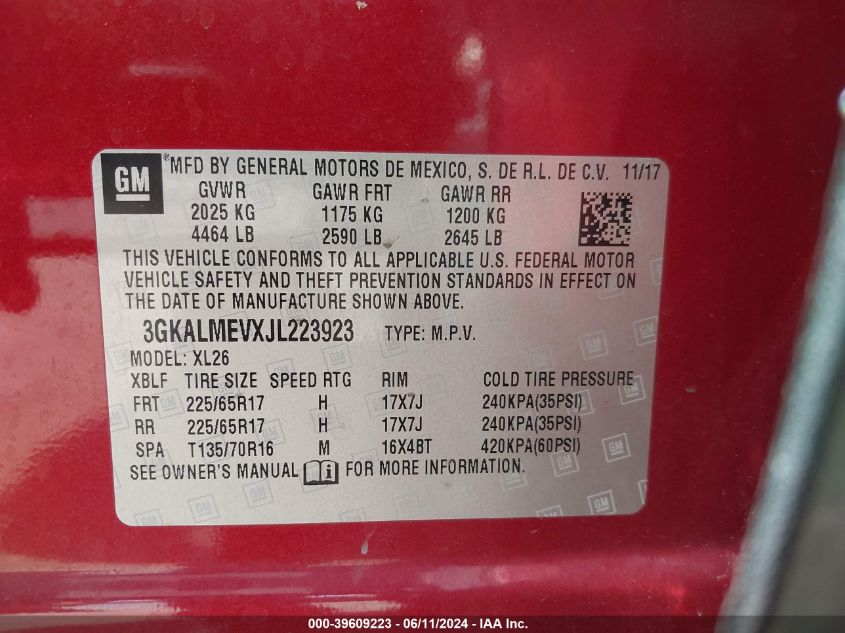 GM
®MFD BY GENERAL MOTORS DE MEXICO, S. DE R.L. DE C.V. 11/17
GVWR GAWR FRT GAWR RR
2025 KG 1175 KG 1200 KG
4464 LB 2590 LB 2645 LB
THIS VEHICLE CONFORMS TO ALL APPLICABLE U.S. FEDERAL MOTOR
VEHICLE SAFETY AND THEFT PREVENTION STANDARDS IN EFFECT ON
THE DATE OF MANUFACTURE SHOWN ABOVE.
3GKALMEVXJL223923 TYPE: M.P.V.
MODEL: XL26
XBLF TIRE SIZE SPEED RTG RIM COLD TIRE PRESSURE
FRT 225/65R17 H 17X7J 240KPA(35PSI)
RR 225/65R17 H 17X7J 240KPA(35PSI)
SPA T135/70R16 M 16X4BT 420KPA(60PSI)
SEE OWNER'S MANUAL i FOR MORE INFORMATION.
000-39609223 - 06/11/2024 - IAA Inc.